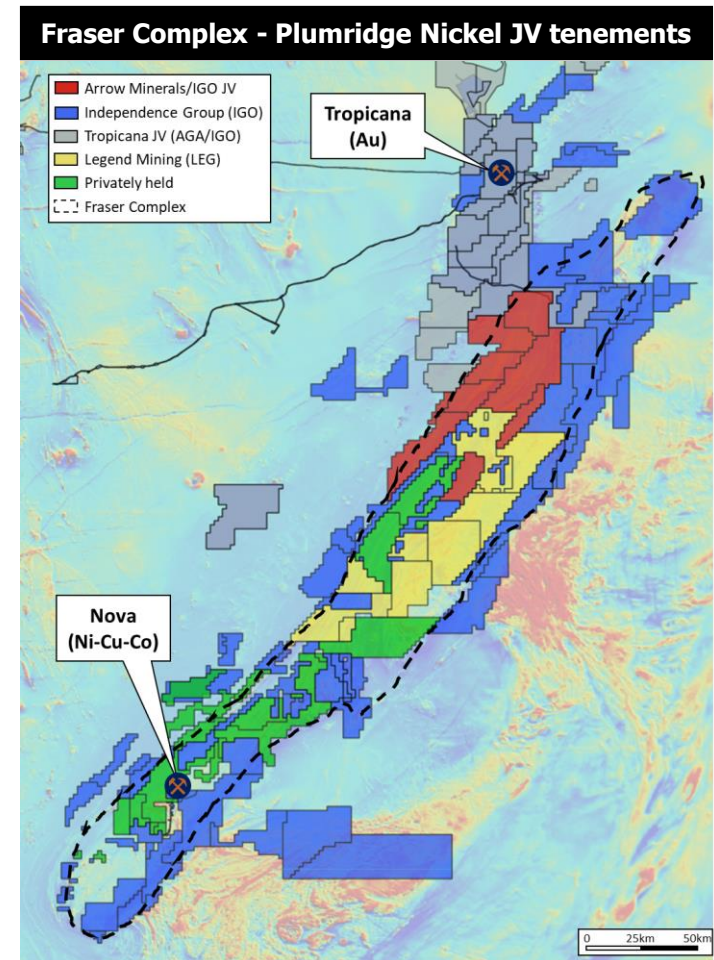 Fraser Complex - Plumridge Nickel JV tenements
Arrow Minerals/IGO JV
Independence Group (IGO)
Tropicana JV (AGA/IGO)
Legend Mining (LEG)
Privately held
Fraser Complex
Tropicana
(Au)
Nova
(Ni-Cu-Co)
0 25km 50km